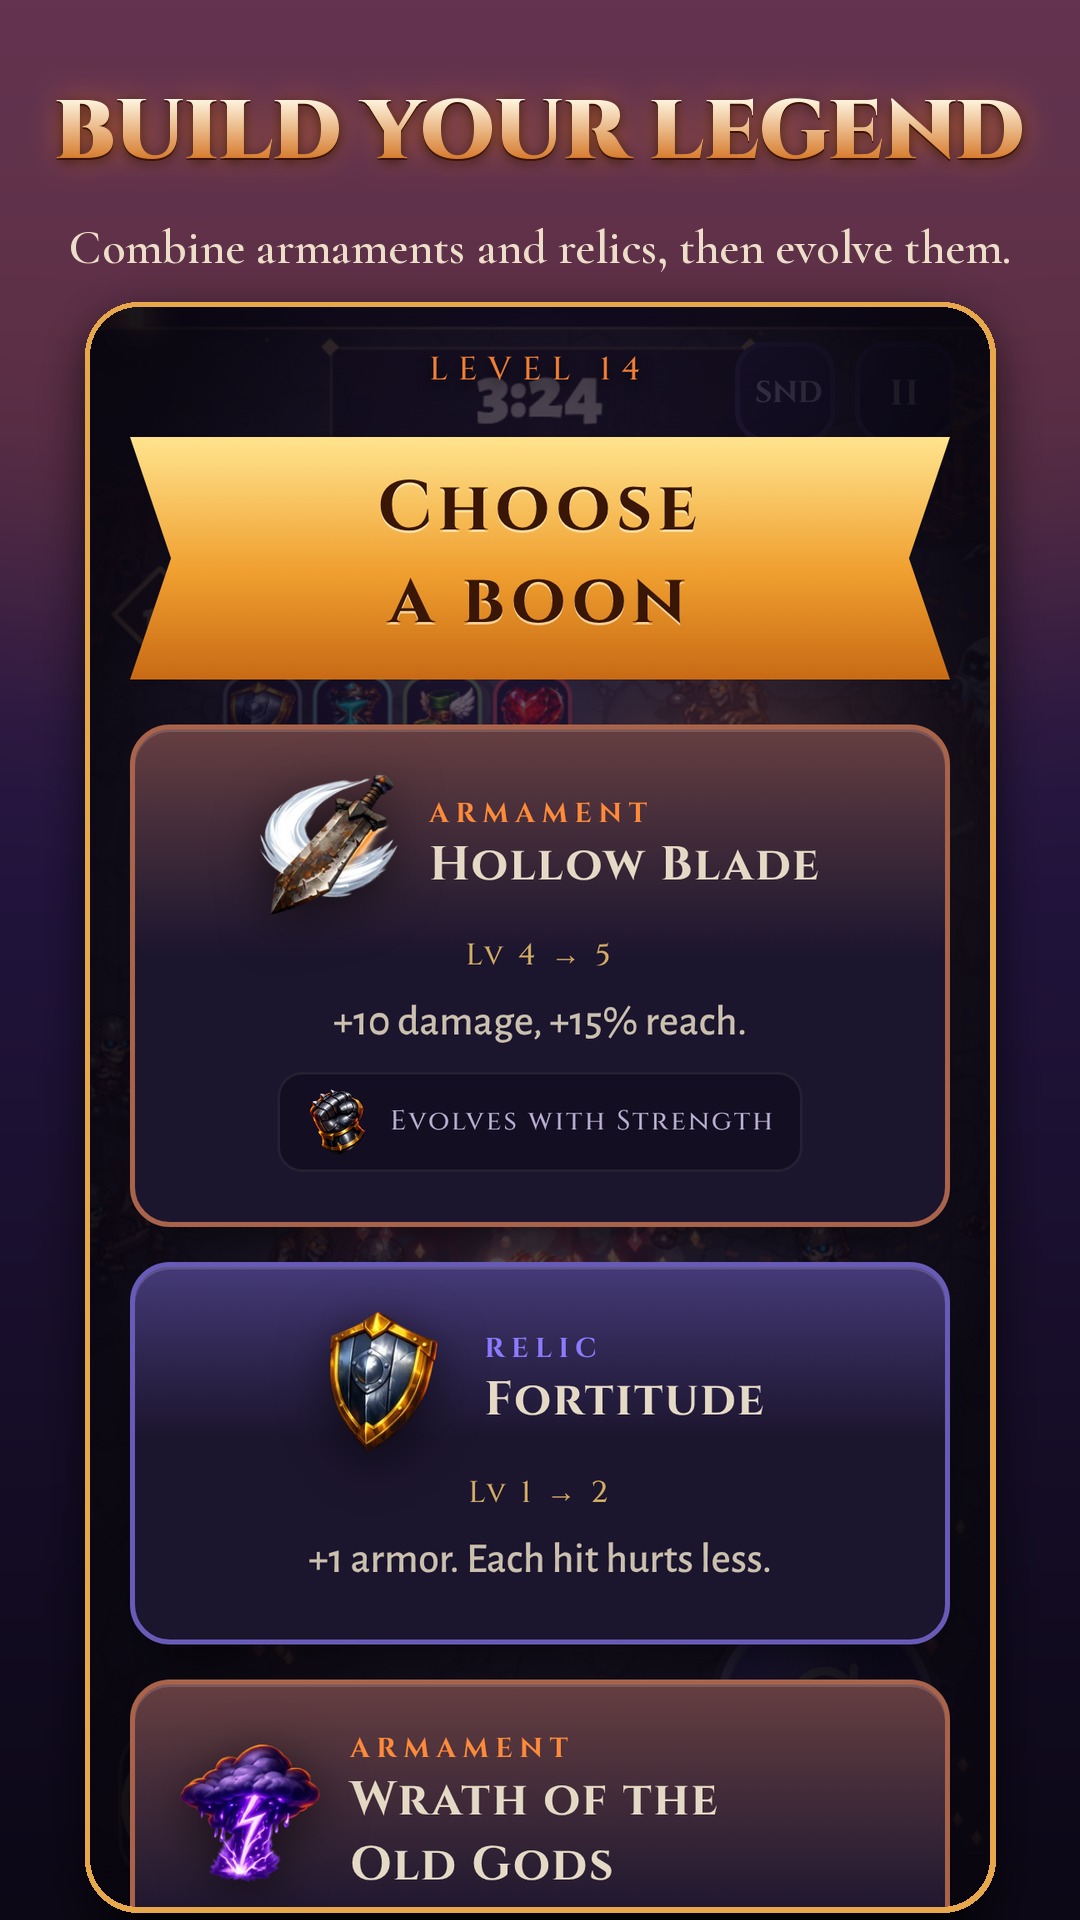 BUILD YOUR LEGEND
Combine armaments and relics, then evolve them.
LEVEL 14
3:24
SND
II
CHOOSE
A BOON
ARMAMENT
HOLLOW BLADE
LV 4 → 5
+10 damage, +15% reach.
EVOLVES WITH STRENGTH
RELIC
FORTITUDE
LV 1 → 2
+1 armor. Each hit hurts less.
ARMAMENT
WRATH OF THE
OLD GODS